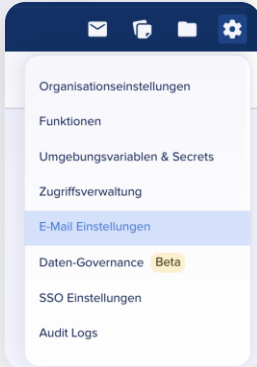 Organisationseinstellungen
Funktionen
Umgebungsvariablen & Secrets
Zugriffsverwaltung
E-Mail Einstellungen
Daten-Governance Beta
SSO Einstellungen
Audit Logs